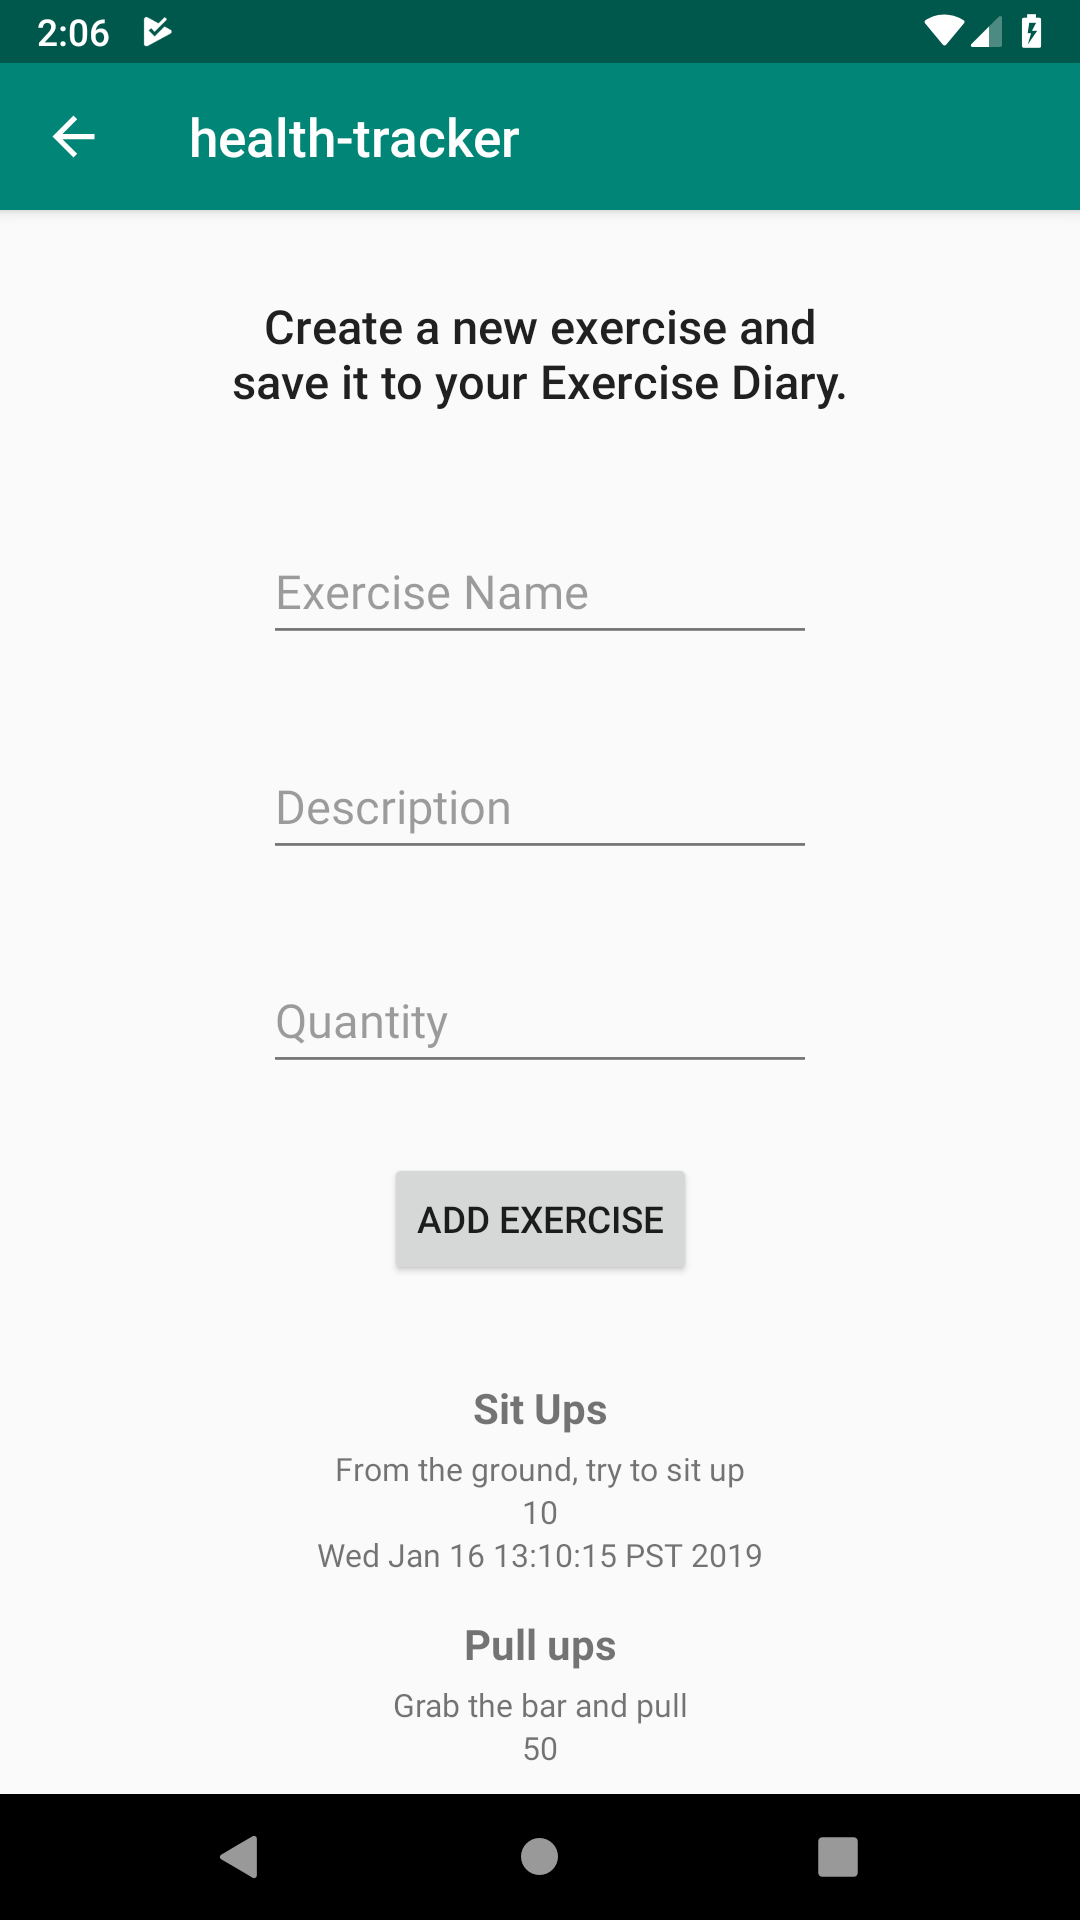 2:06
health-tracker
Create a new exercise and
save it to your Exercise Diary.
Exercise Name
Description
Quantity
ADD EXERCISE
Sit Ups
From the ground, try to sit up
10
Wed Jan 16 13:10:15 PST 2019
Pull ups
Grab the bar and pull
50